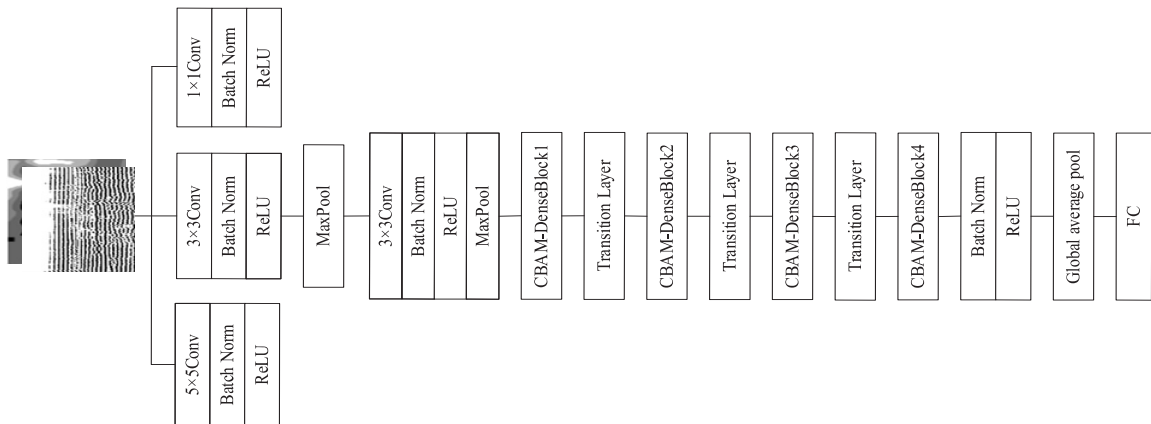 1×1Conv
Batch Norm
ReLU
3×3Conv
Batch Norm
ReLU
5×5Conv
Batch Norm
ReLU
MaxPool
3×3Conv
Batch Norm
ReLU
MaxPool
CBAM-DenseBlock1
Transition Layer
CBAM-DenseBlock2
Transition Layer
CBAM-DenseBlock3
Transition Layer
CBAM-DenseBlock4
Batch Norm
ReLU
Global average pool
FC